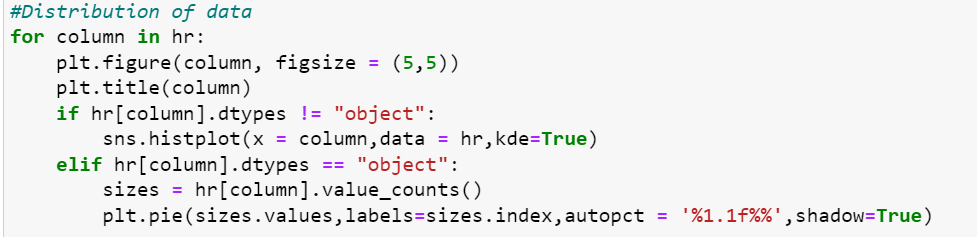 #Distribution of data
for column in hr:
    plt.figure(column, figsize = (5,5))
    plt.title(column)
    if hr[column].dtypes != "object":
        sns.histplot(x = column,data = hr,kde=True)
    elif hr[column].dtypes == "object":
        sizes = hr[column].value_counts()
        plt.pie(sizes.values,labels=sizes.index,autopct = '%1.1f%%',shadow=True)